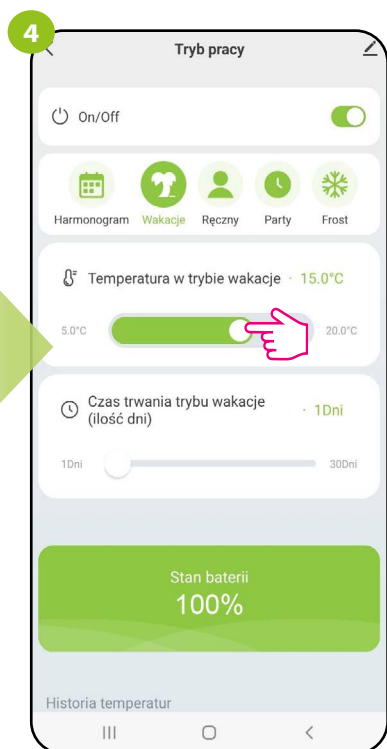 4
Tryb pracy
On/Off
Harmonogram Wakacje Ręczny Party Frost
Temperatura w trybie wakacje · 15.0°C
5.0°C 20.0°C
Czas trwania trybu wakacje
(ilość dni) · 1Dni
1Dni 30Dni
Stan baterii
100%
Historia temperatur